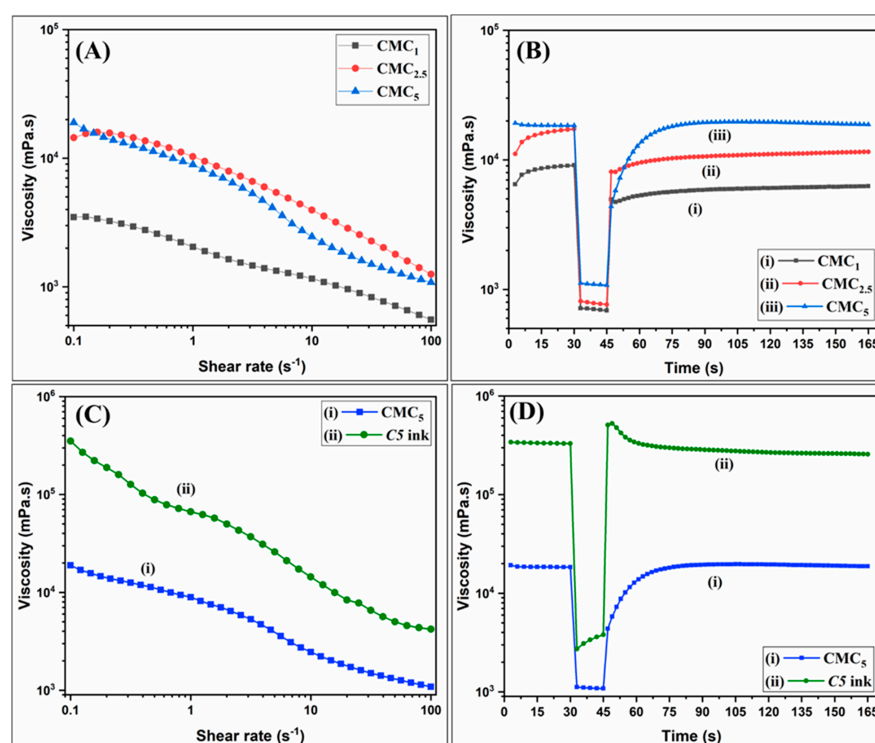 (A)
CMC1
CMC2.5
CMC5
10^5
10^4
10^3
Viscosity (mPa.s)
0.1 1 10 100
Shear rate (s^-1)
(B)
10^5
10^4
10^3
Viscosity (mPa.s)
(iii)
(ii)
(i)
(i) CMC1
(ii) CMC2.5
(iii) CMC5
0 15 30 45 60 75 90 105 120 135 150 165
Time (s)
(C)
(i) CMC5
(ii) C5 ink
10^6
10^5
10^4
10^3
Viscosity (mPa.s)
(ii)
(i)
0.1 1 10 100
Shear rate (s^-1)
(D)
10^6
10^5
10^4
10^3
Viscosity (mPa.s)
(ii)
(i)
(i) CMC5
(ii) C5 ink
0 15 30 45 60 75 90 105 120 135 150 165
Time (s)